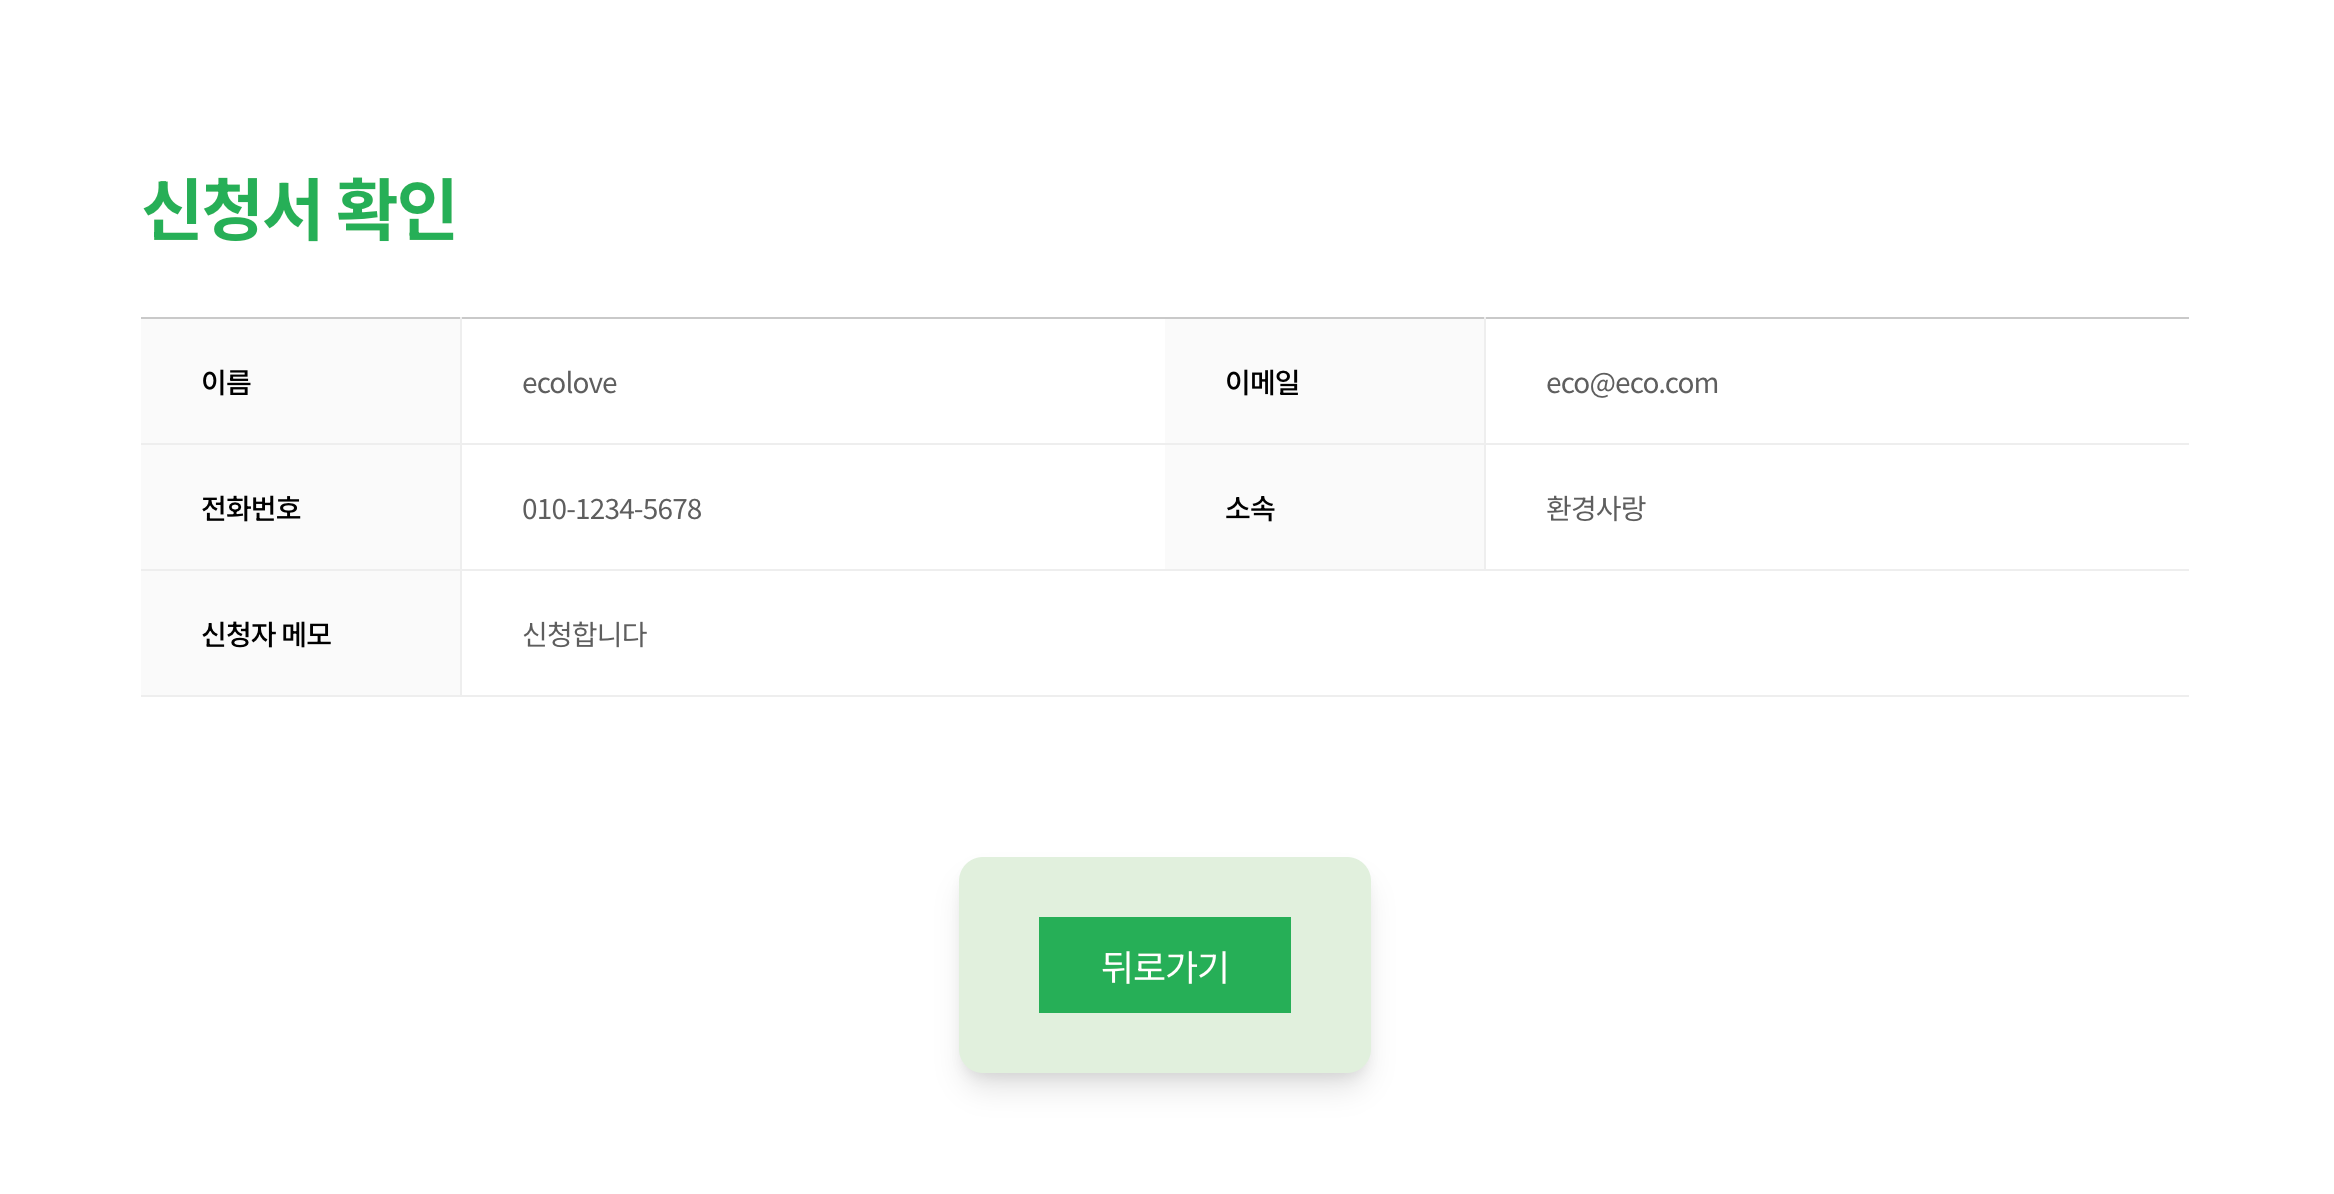 신청서 확인
이름 ecolove 이메일 eco@eco.com
전화번호 010-1234-5678 소속 환경사랑
신청자 메모 신청합니다
뒤로가기